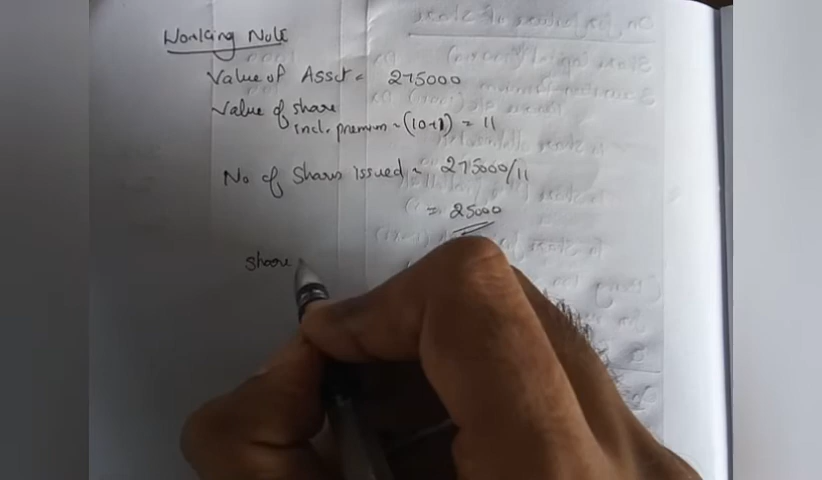 Working Note
Value of Asset = 275000
Value of share
incl. premium = (10+1) = 11
No of Shares issued = 275000/11
= 25000
Share